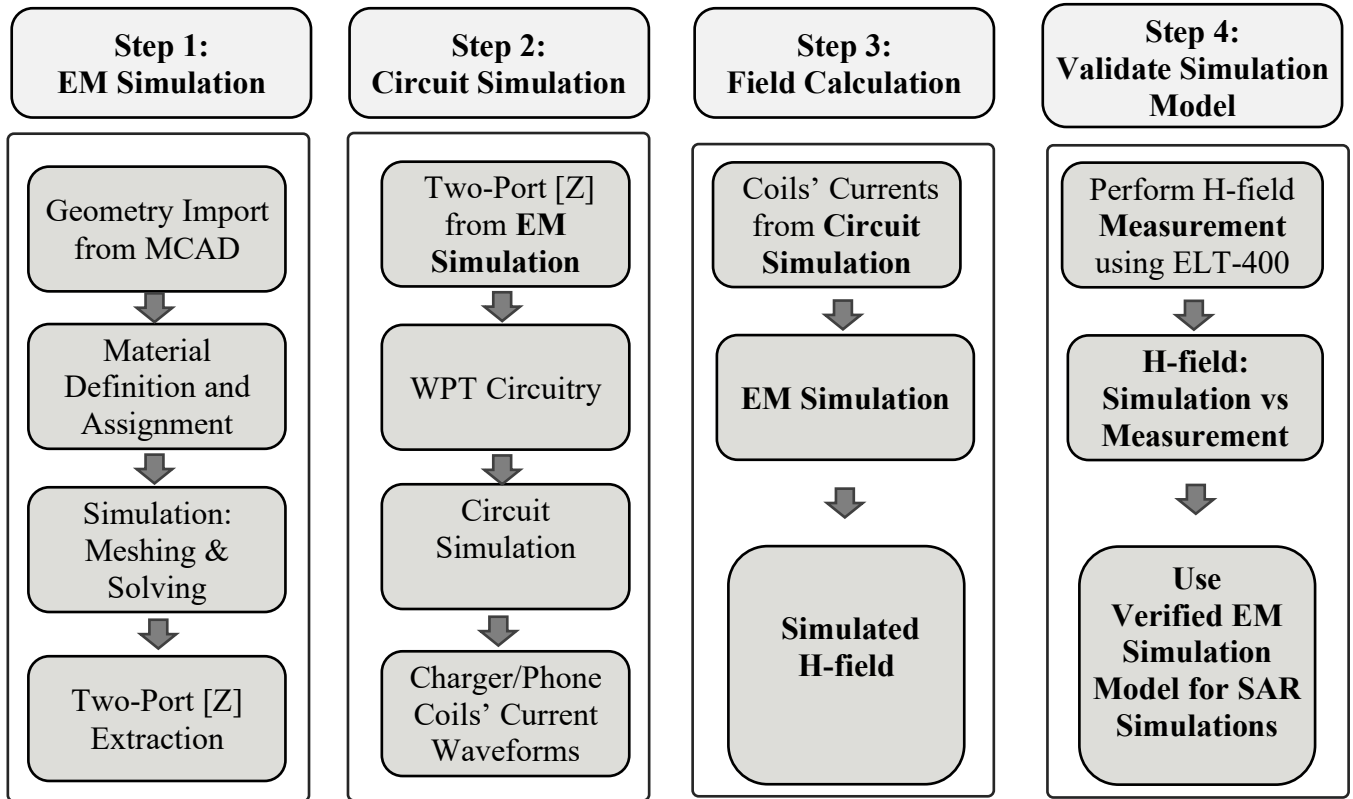 Step 1:
EM Simulation
Geometry Import
from MCAD
Material
Definition and
Assignment
Simulation:
Meshing &
Solving
Two-Port [Z]
Extraction
Step 2:
Circuit Simulation
Two-Port [Z]
from EM
Simulation
WPT Circuitry
Circuit
Simulation
Charger/Phone
Coils’ Current
Waveforms
Step 3:
Field Calculation
Coils’ Currents
from Circuit
Simulation
EM Simulation
Simulated
H-field
Step 4:
Validate Simulation
Model
Perform H-field
Measurement
using ELT-400
H-field:
Simulation vs
Measurement
Use
Verified EM
Simulation
Model for SAR
Simulations